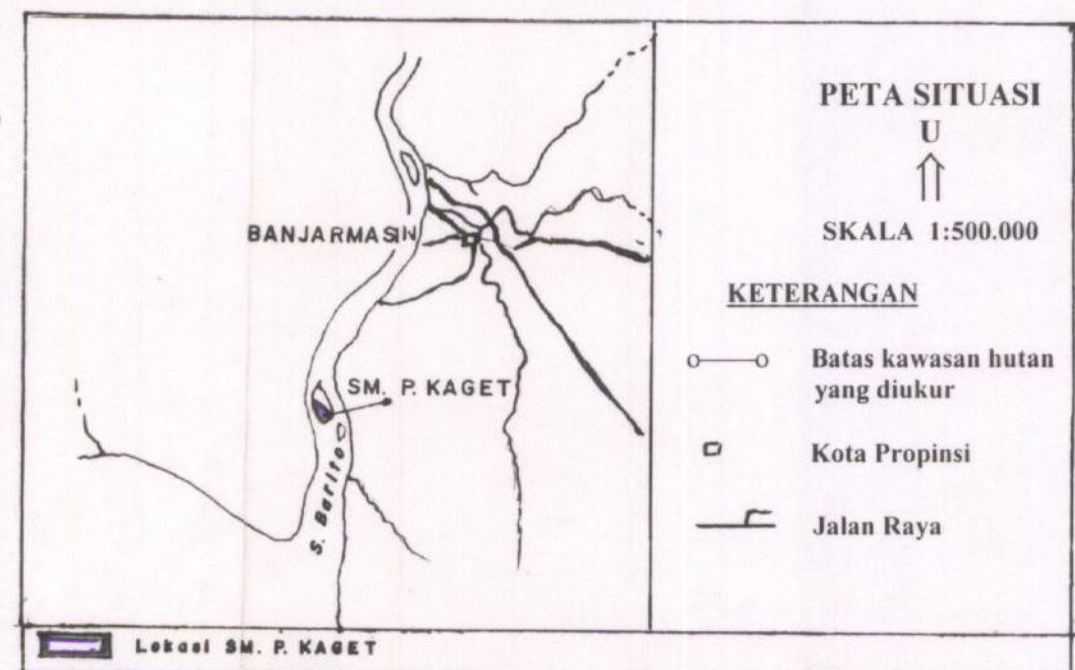 BANJARMASIN
SM. P. KAGET
S. Barito
PETA SITUASI
U
SKALA 1:500.000
KETERANGAN
Batas kawasan hutan
yang diukur
Kota Propinsi
Jalan Raya
Lokasi SM. P. KAGET